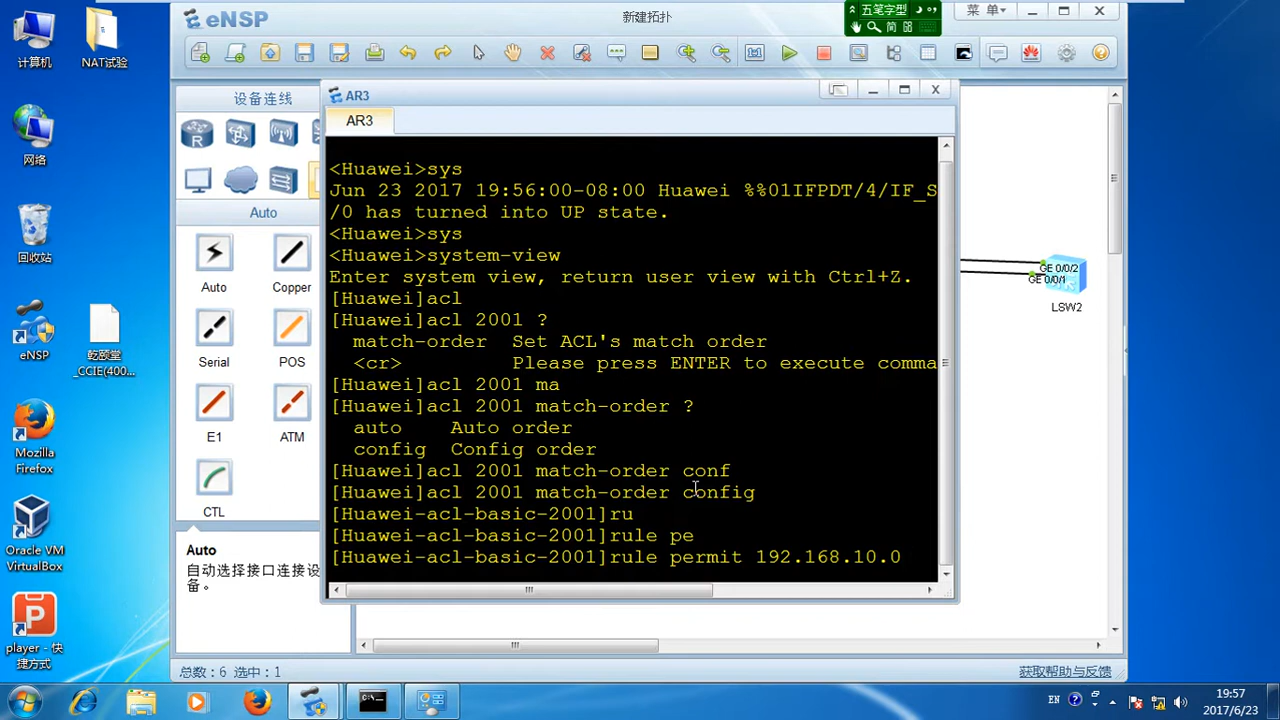 计算机
NAT试验
网络
回收站
eNSP
乾颐堂
_CCIE(400...
Mozilla
Firefox
Oracle VM
VirtualBox
player - 快
捷方式
eNSP
新建拓扑
五笔字型
简
菜 单
设备连线
Auto
Auto
Copper
Serial
POS
E1
ATM
CTL
Auto
自动选择接口连接设
备。
AR3
AR3
<Huawei>sys
Jun 23 2017 19:56:00-08:00 Huawei %%01IFPDT/4/IF_S
/0 has turned into UP state.
<Huawei>sys
<Huawei>system-view
Enter system view, return user view with Ctrl+Z.
[Huawei]acl
[Huawei]acl 2001 ?
match-order  Set ACL's match order
<cr>         Please press ENTER to execute comma
[Huawei]acl 2001 ma
[Huawei]acl 2001 match-order ?
auto    Auto order
config  Config order
[Huawei]acl 2001 match-order conf
[Huawei]acl 2001 match-order config
[Huawei-acl-basic-2001]ru
[Huawei-acl-basic-2001]rule pe
[Huawei-acl-basic-2001]rule permit 192.168.10.0
GE 0/0/2
GE 0/0/1
LSW2
总数: 6 选中: 1
获取帮助与反馈
EN
19:57
2017/6/23